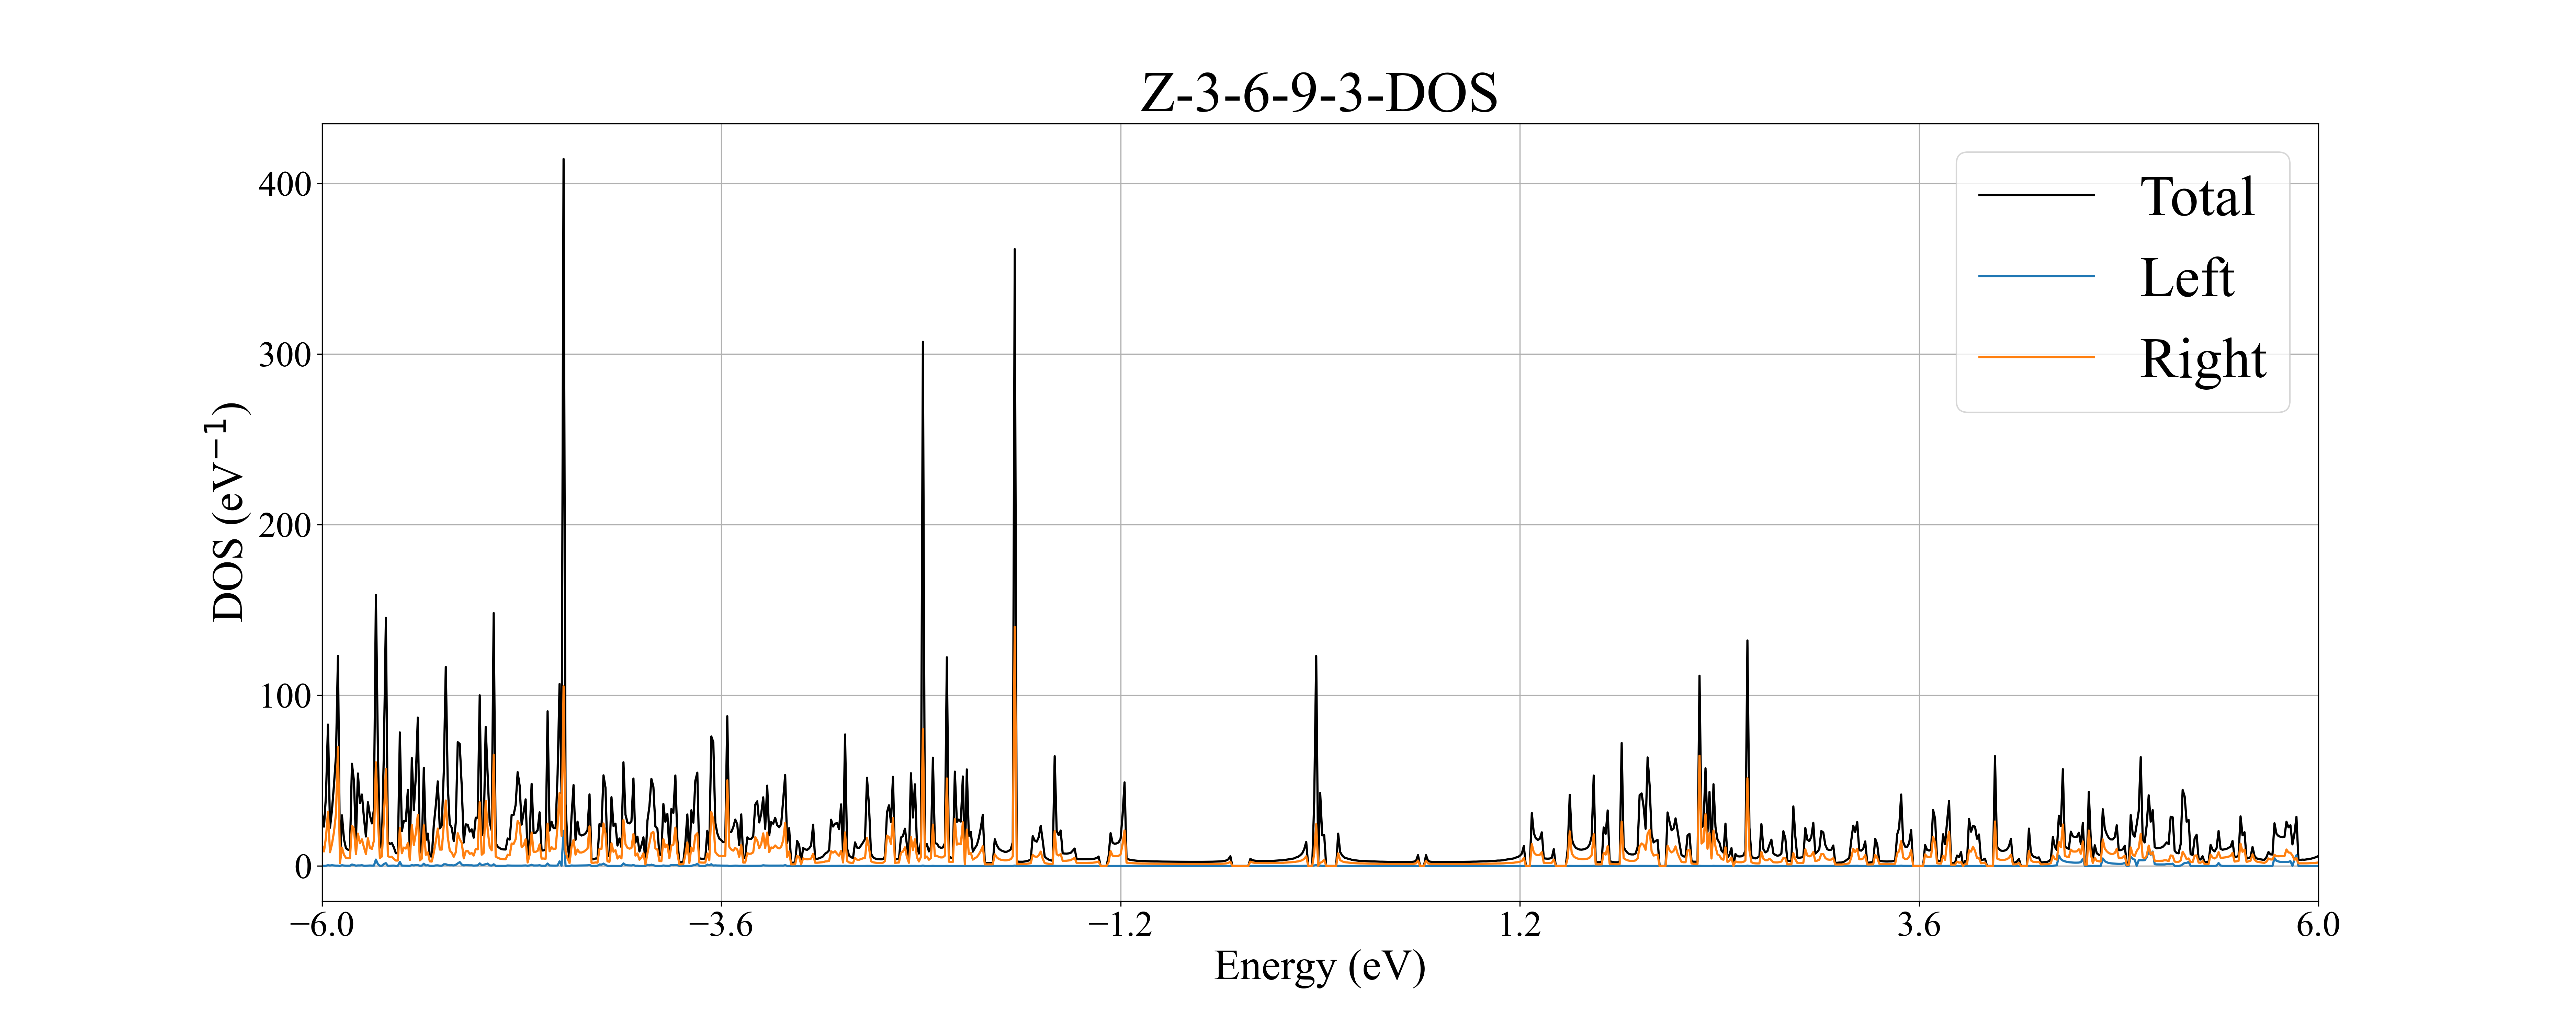 Z-3-6-9-3-DOS
DOS (eV⁻¹)
400
300
200
100
0
Total
Left
Right
−6.0 −3.6 −1.2 1.2 3.6 6.0
Energy (eV)